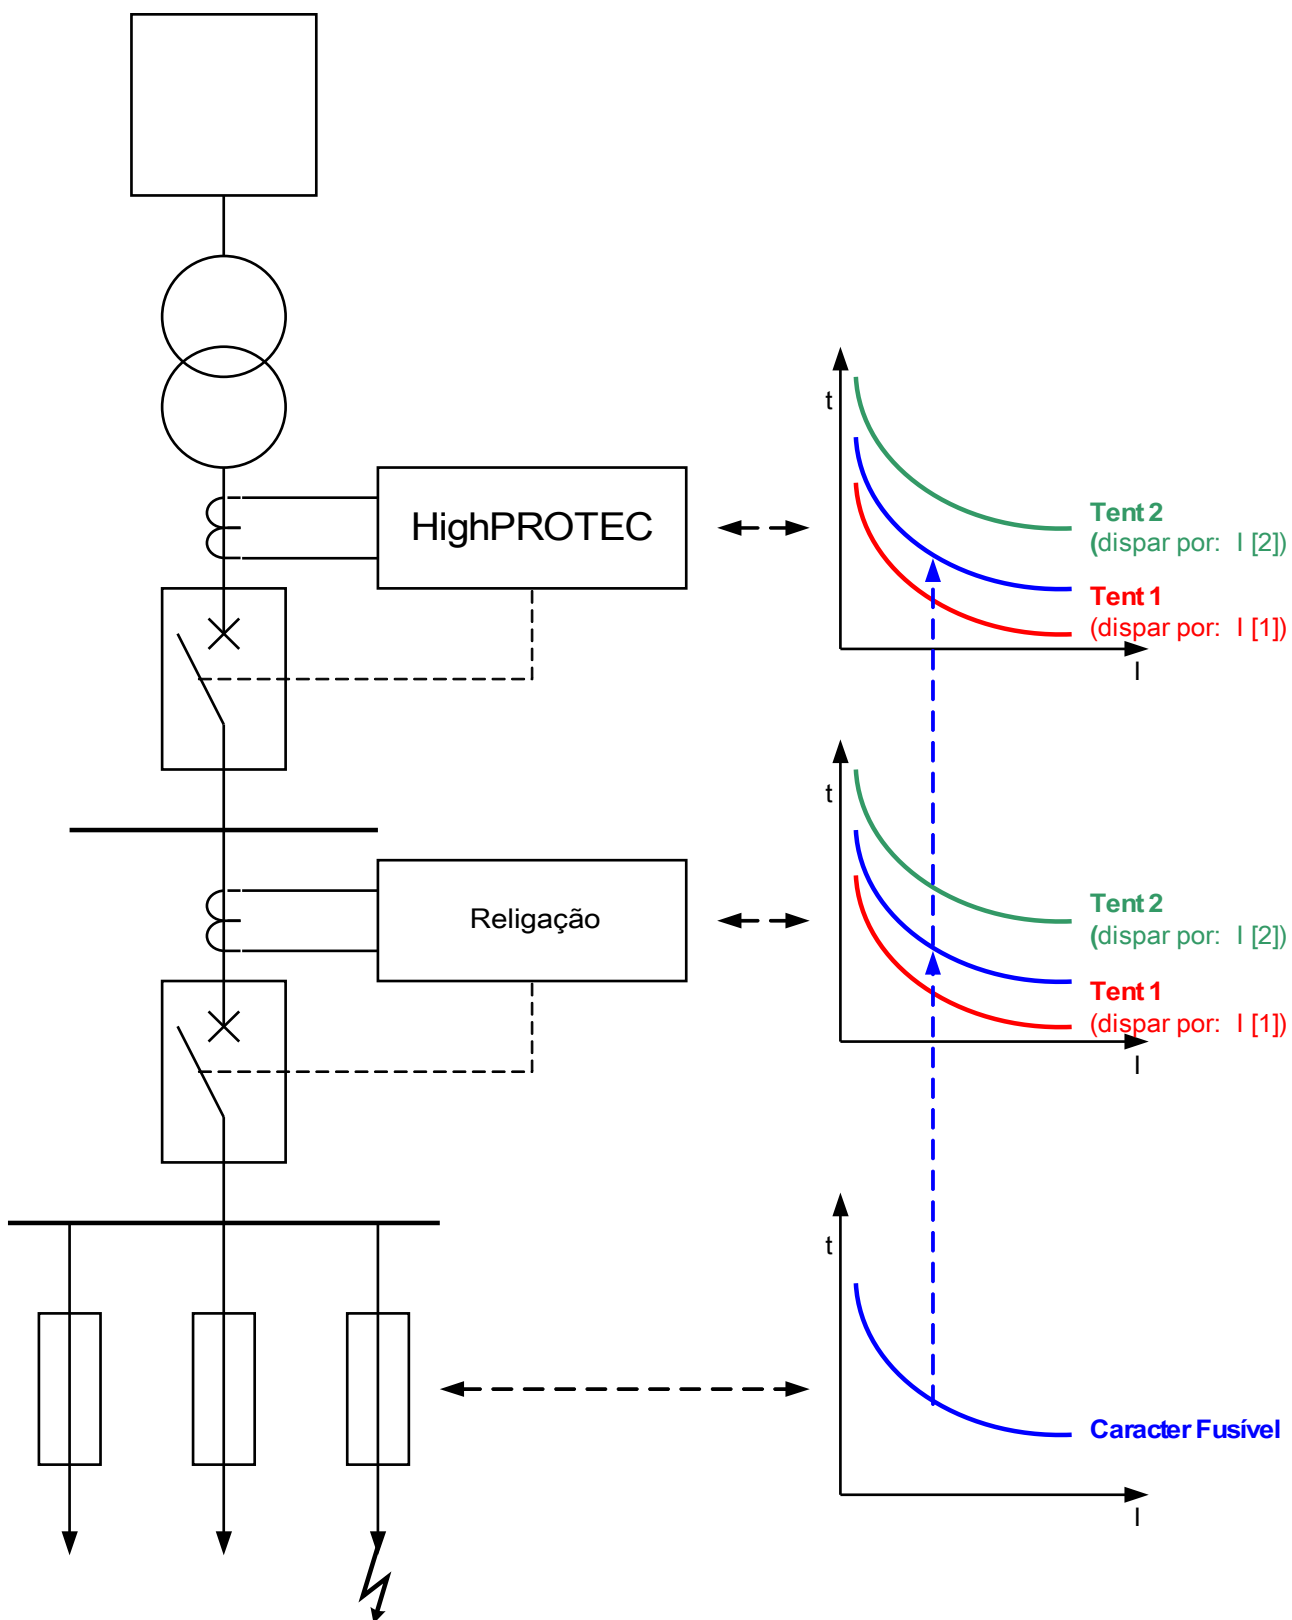 t
HighPROTEC
Tent 2
(dispar por: I [2])
Tent 1
(dispar por: I [1])
I
t
Religação
Tent 2
(dispar por: I [2])
Tent 1
(dispar por: I [1])
I
t
Caracter Fusível
I